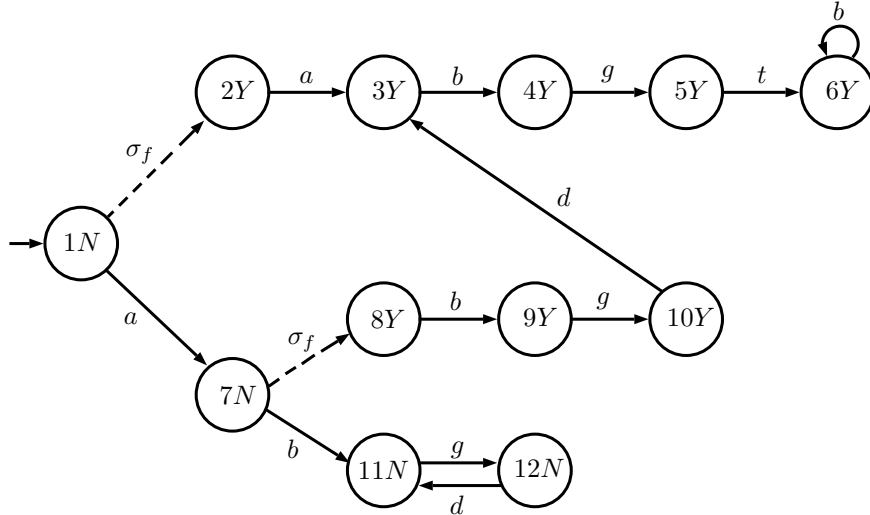 b
a b g t
2Y 3Y 4Y 5Y 6Y
σ_f
d
1N
a b g
8Y 9Y 10Y
σ_f
7N
b g
11N 12N
d